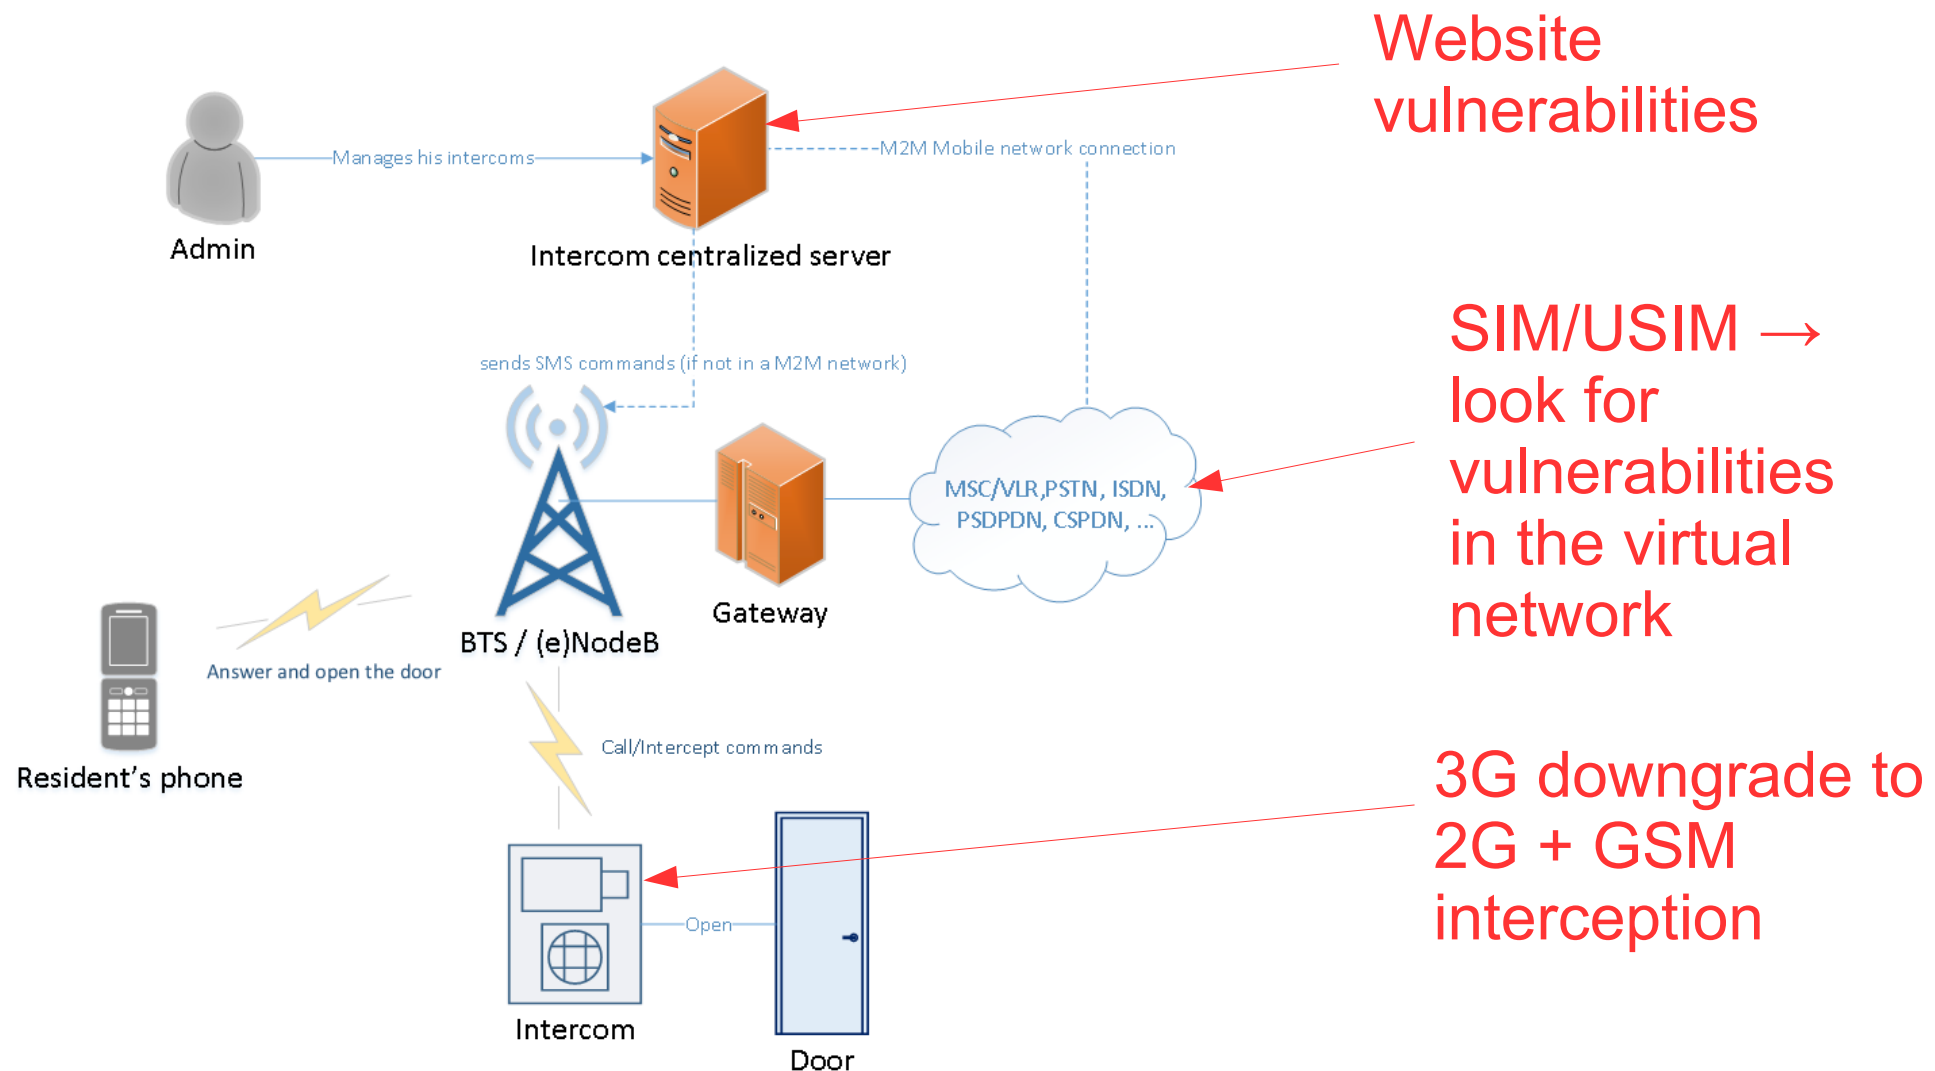 Website
vulnerabilities
Manages his intercoms
M2M Mobile network connection
Admin
Intercom centralized server
SIM/USIM →
look for
vulnerabilities
in the virtual
network
sends SMS commands (if not in a M2M network)
MSC/VLR,PSTN, ISDN,
PSDPDN, CSPDN, ...
Gateway
BTS / (e)NodeB
Answer and open the door
Resident's phone
Call/Intercept commands
3G downgrade to
2G + GSM
interception
Open
Intercom
Door